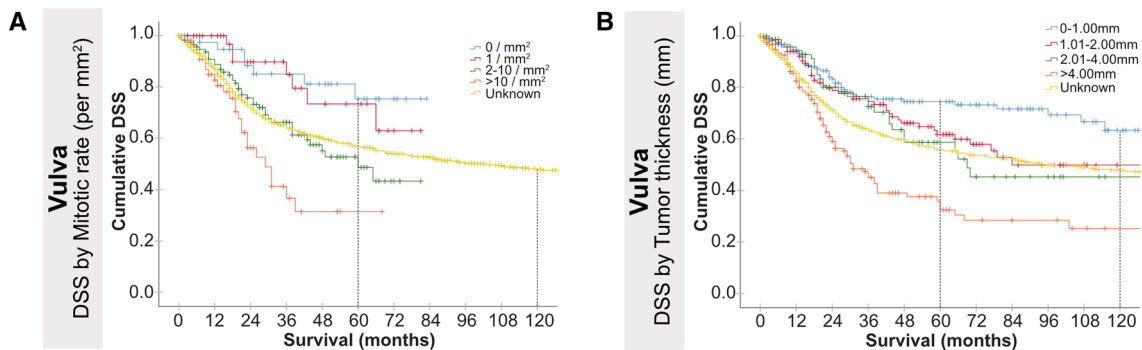 A
Vulva
DSS by Mitotic rate (per mm²)
Cumulative DSS
1.0
0.8
0.6
0.4
0.2
0.0
0 / mm²
1 / mm²
2-10 / mm²
>10 / mm²
Unknown
0 12 24 36 48 60 72 84 96 108 120
Survival (months)
B
Vulva
DSS by Tumor thickness (mm)
Cumulative DSS
1.0
0.8
0.6
0.4
0.2
0.0
0-1.00mm
1.01-2.00mm
2.01-4.00mm
>4.00mm
Unknown
0 12 24 36 48 60 72 84 96 108 120
Survival (months)